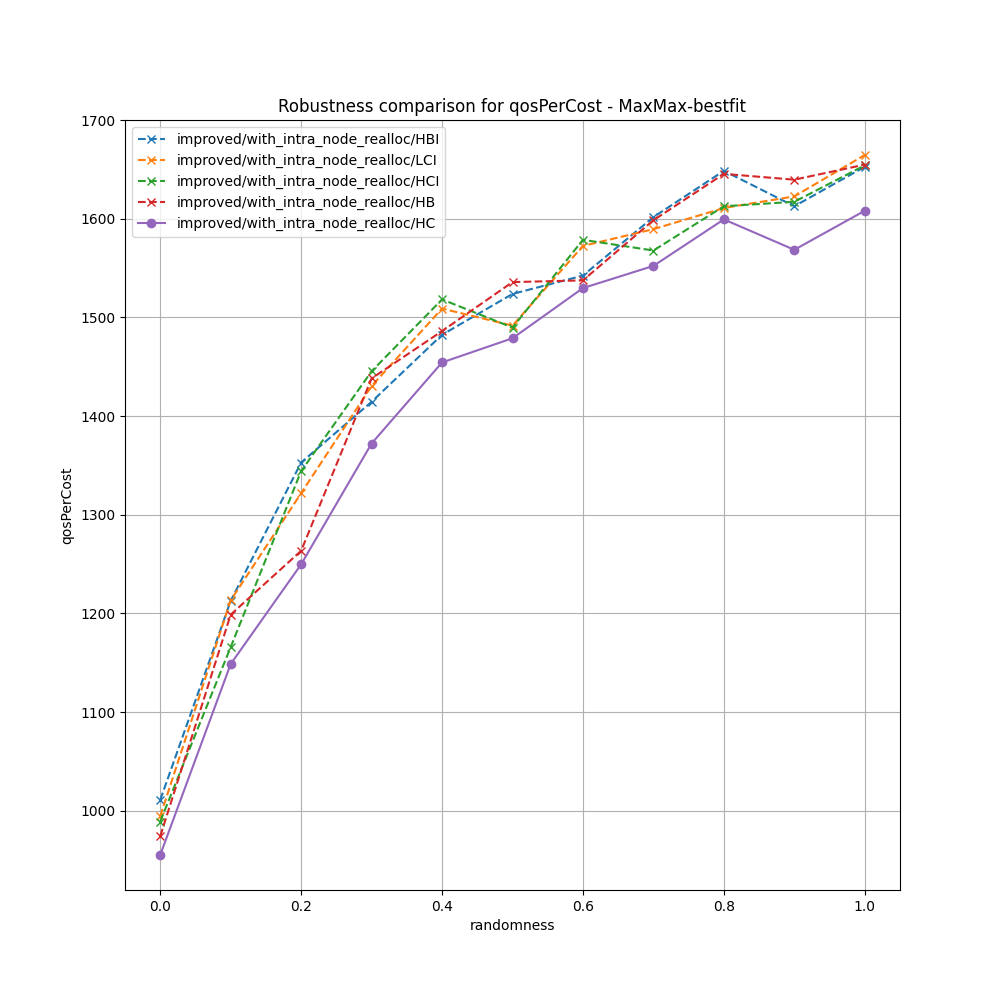 Robustness comparison for qosPerCost - MaxMax-bestfit
1700
1600
1500
1400
1300
1200
1100
1000
qosPerCost
improved/with_intra_node_realloc/HBI
improved/with_intra_node_realloc/LCI
improved/with_intra_node_realloc/HCI
improved/with_intra_node_realloc/HB
improved/with_intra_node_realloc/HC
0.0 0.2 0.4 0.6 0.8 1.0
randomness